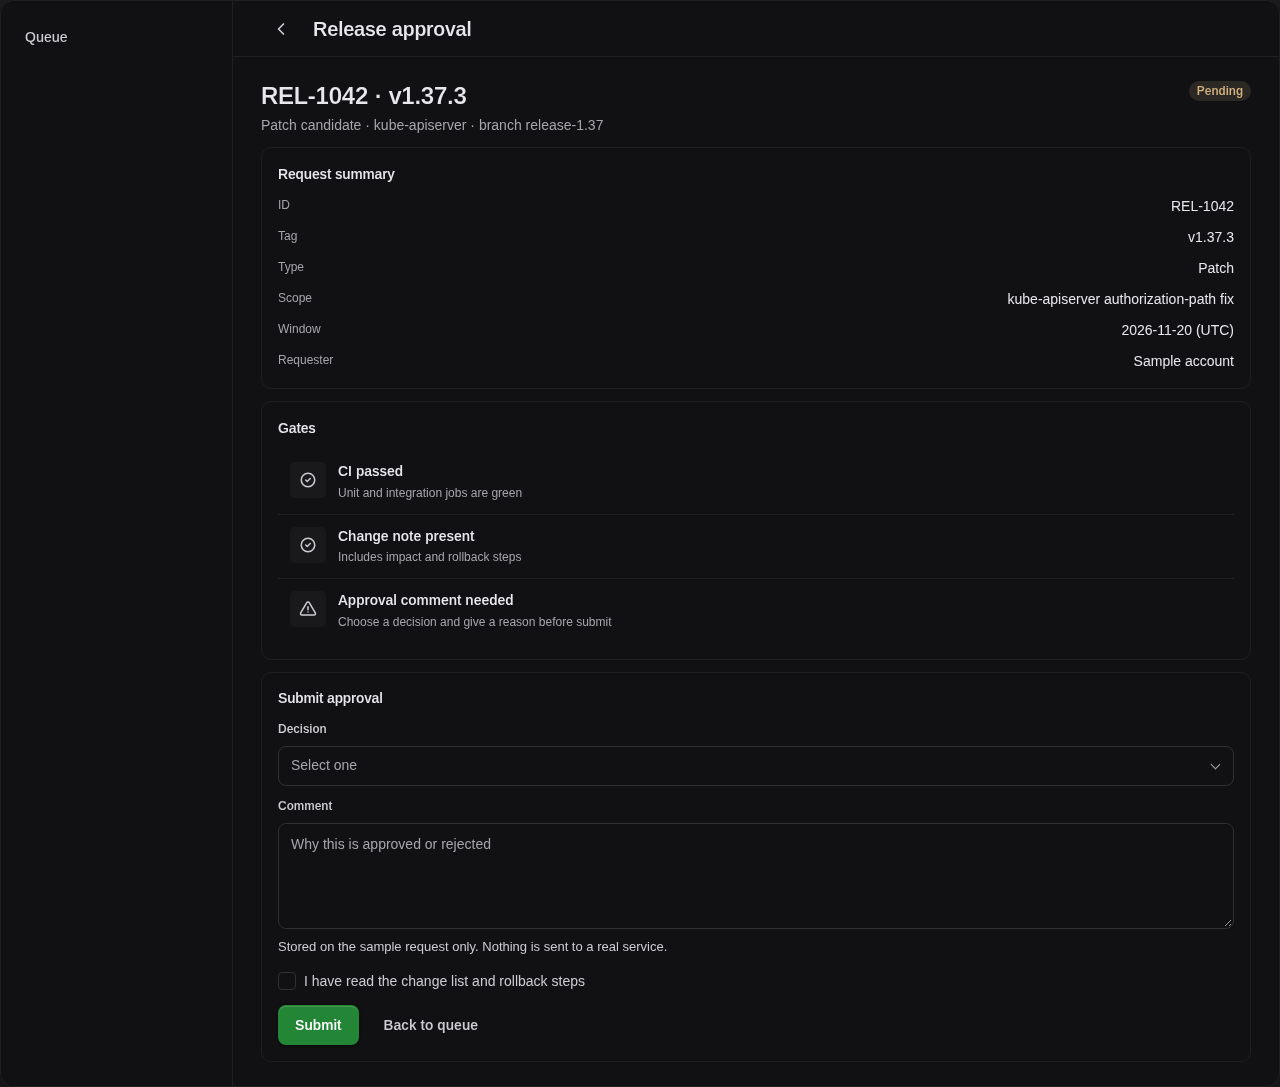 Queue
Release approval
REL-1042 · v1.37.3
Pending
Patch candidate · kube-apiserver · branch release-1.37
Request summary
ID
REL-1042
Tag
v1.37.3
Type
Patch
Scope
kube-apiserver authorization-path fix
Window
2026-11-20 (UTC)
Requester
Sample account
Gates
CI passed
Unit and integration jobs are green
Change note present
Includes impact and rollback steps
Approval comment needed
Choose a decision and give a reason before submit
Submit approval
Decision
Select one
Comment
Why this is approved or rejected
Stored on the sample request only. Nothing is sent to a real service.
I have read the change list and rollback steps
Submit
Back to queue